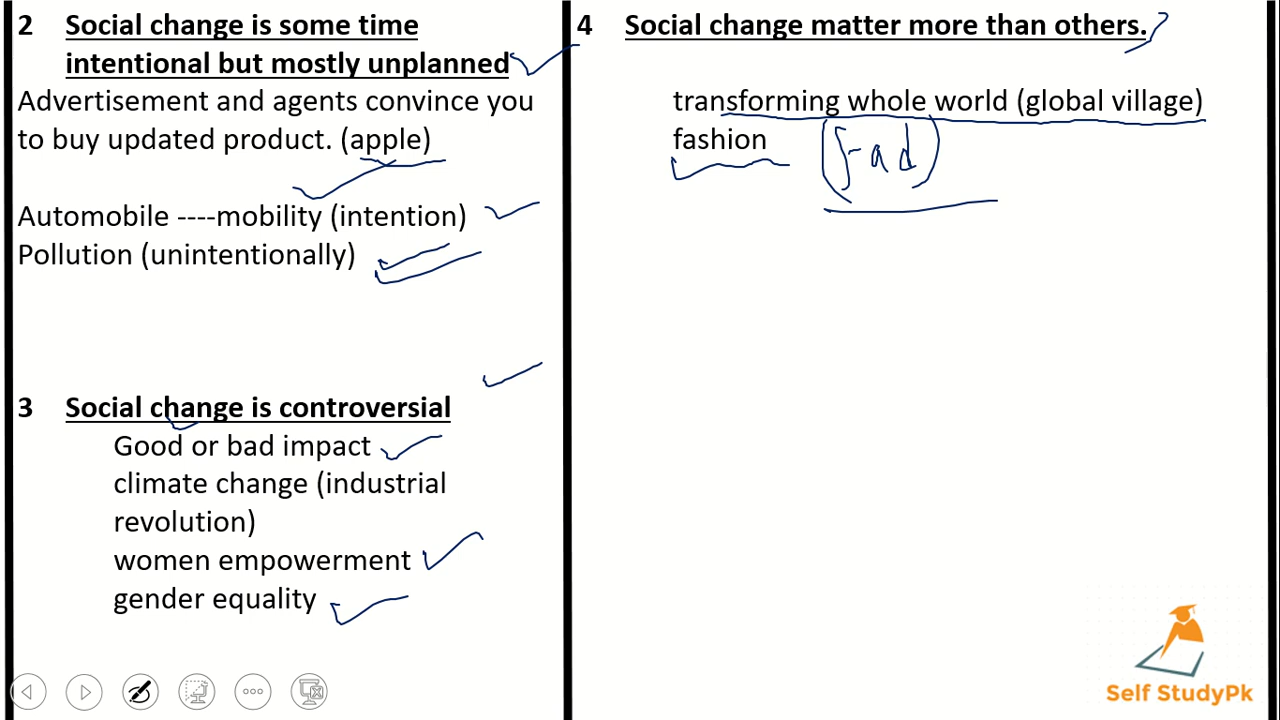 2 Social change is some time
intentional but mostly unplanned
Advertisement and agents convince you
to buy updated product. (apple)
Automobile ----mobility (intention)
Pollution (unintentionally)
3 Social change is controversial
Good or bad impact
climate change (industrial
revolution)
women empowerment
gender equality
4 Social change matter more than others.
transforming whole world (global village)
fashion (fad)
Self StudyPk